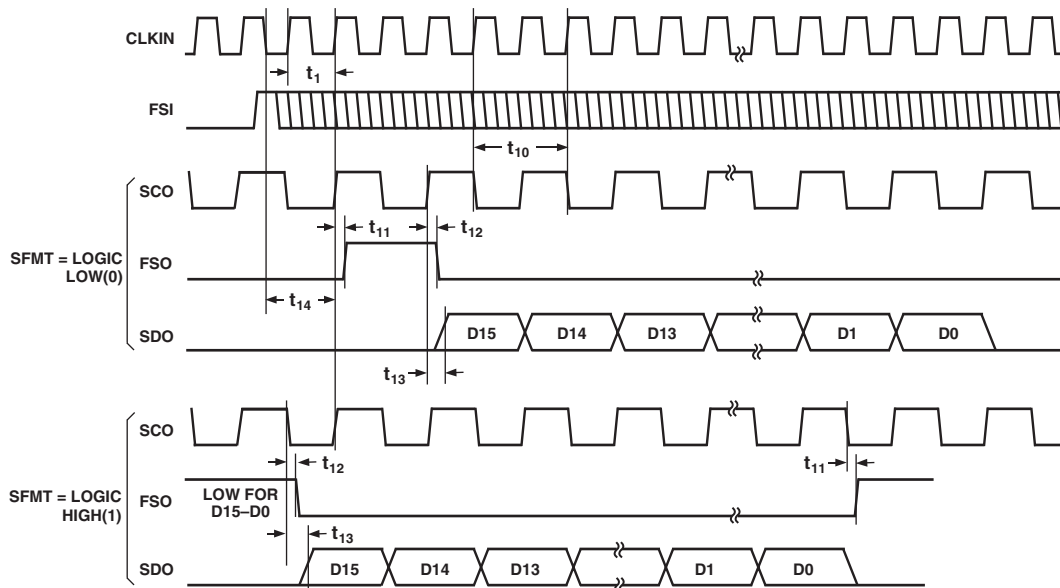 CLKIN
t1
FSI
t10
SCO
t11
t12
SFMT = LOGIC
LOW(0)
FSO
t14
SDO
D15
D14
D13
D1
D0
t13
SCO
t12
t11
SFMT = LOGIC
HIGH(1)
FSO
LOW FOR
D15–D0
t13
SDO
D15
D14
D13
D1
D0